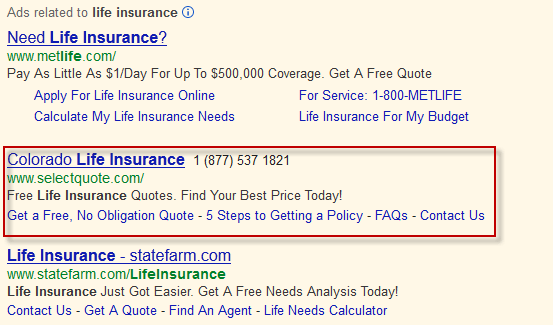 Ads related to life insurance
Need Life Insurance?
www.metlife.com/
Pay As Little As $1/Day For Up To $500,000 Coverage. Get A Free Quote
Apply For Life Insurance Online For Service: 1-800-METLIFE
Calculate My Life Insurance Needs Life Insurance For My Budget
Colorado Life Insurance 1 (877) 537 1821
www.selectquote.com/
Free Life Insurance Quotes. Find Your Best Price Today!
Get a Free, No Obligation Quote - 5 Steps to Getting a Policy - FAQs - Contact Us
Life Insurance - statefarm.com
www.statefarm.com/LifeInsurance
Life Insurance Just Got Easier. Get A Free Needs Analysis Today!
Contact Us - Get A Quote - Find An Agent - Life Needs Calculator